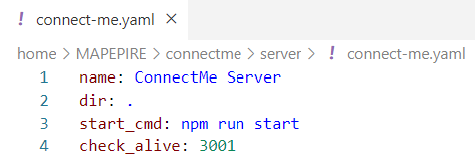 ! connect-me.yaml ×
home > MAPEPIRE > connectme > server > ! connect-me.yaml
1 name: ConnectMe Server
2 dir: .
3 start_cmd: npm run start
4 check_alive: 3001